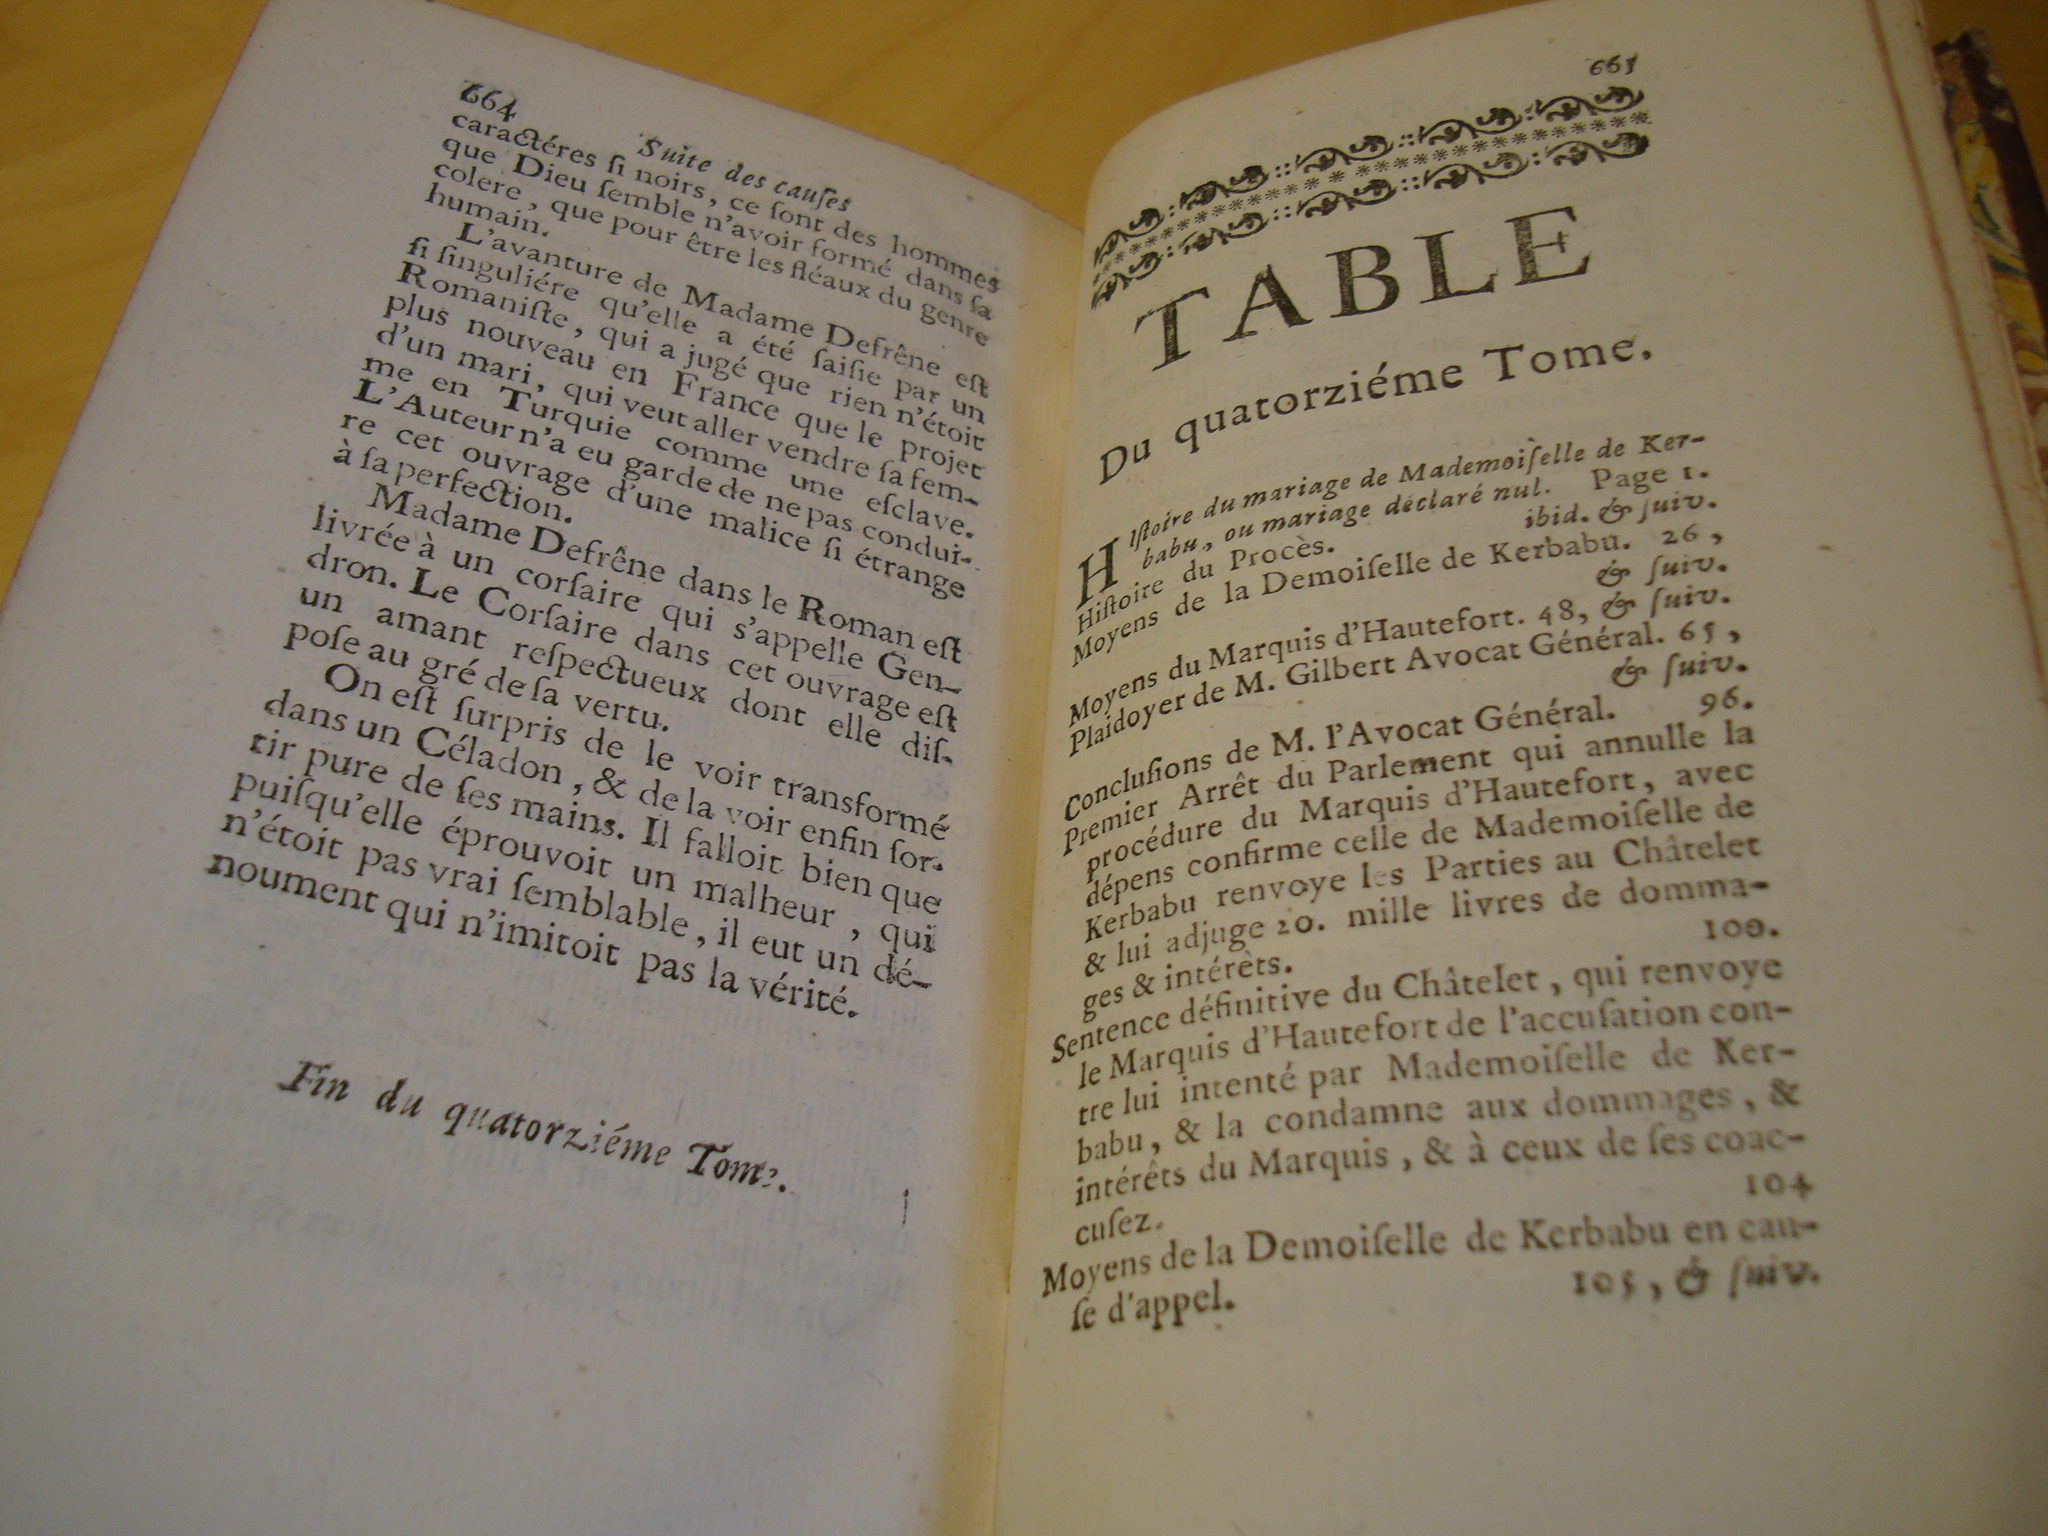 664
Suite des cauſes
caractéres ſi noirs, ce ſont des hommes
que Dieu ſemble n'avoir formé dans ſa
colere, que pour être les fléaux du genre
humain.
L'avanture de Madame Defrêne eſt
ſi ſinguliére qu'elle a été ſaiſie par un
Romaniſte, qui a jugé que rien n'étoit
plus nouveau en France que le projet
d'un mari, qui veut aller vendre ſa fem-
me en Turquie comme une eſclave.
L'Auteur n'a eu garde de ne pas condui-
re cet ouvrage d'une malice ſi étrange
à ſa perfection.
Madame Defrêne dans le Roman eſt
livrée à un corſaire qui s'appelle Gen-
dron. Le Corſaire dans cet ouvrage eſt
un amant reſpectueux dont elle diſ-
poſe au gré de ſa vertu.
On eſt ſurpris de le voir transformé
dans un Céladon, & de la voir enfin ſor-
tir pure de ſes mains. Il falloit bien que
puiſqu'elle éprouvoit un malheur, qui
n'étoit pas vrai ſemblable, il eut un dé-
noument qui n'imitoit pas la vérité.
Fin du quatorziéme Tome.
665
TABLE
Du quatorziéme Tome.
Hiſtoire du mariage de Mademoiſelle de Ker-
babu, ou mariage déclaré nul. Page 1.
Hiſtoire du Procès. ibid. & ſuiv.
Moyens de la Demoiſelle de Kerbabu. 26,
& ſuiv.
Moyens du Marquis d'Hautefort. 48, & ſuiv.
Plaidoyer de M. Gilbert Avocat Général. 65,
& ſuiv.
Concluſions de M. l'Avocat Général. 96.
Premier Arrêt du Parlement qui annulle la
procédure du Marquis d'Hautefort, avec
dépens confirme celle de Mademoiſelle de
Kerbabu renvoye les Parties au Châtelet
& lui adjuge 20. mille livres de domma-
ges & intérèts. 100.
Sentence définitive du Châtelet, qui renvoye
le Marquis d'Hautefort de l'accuſation con-
tre lui intenté par Mademoiſelle de Ker-
babu, & la condamne aux dommages, &
intérêts du Marquis, & à ceux de ſes coac-
cuſez. 104
Moyens de la Demoiſelle de Kerbabu en cau-
ſe d'appel. 105, & ſuiv.